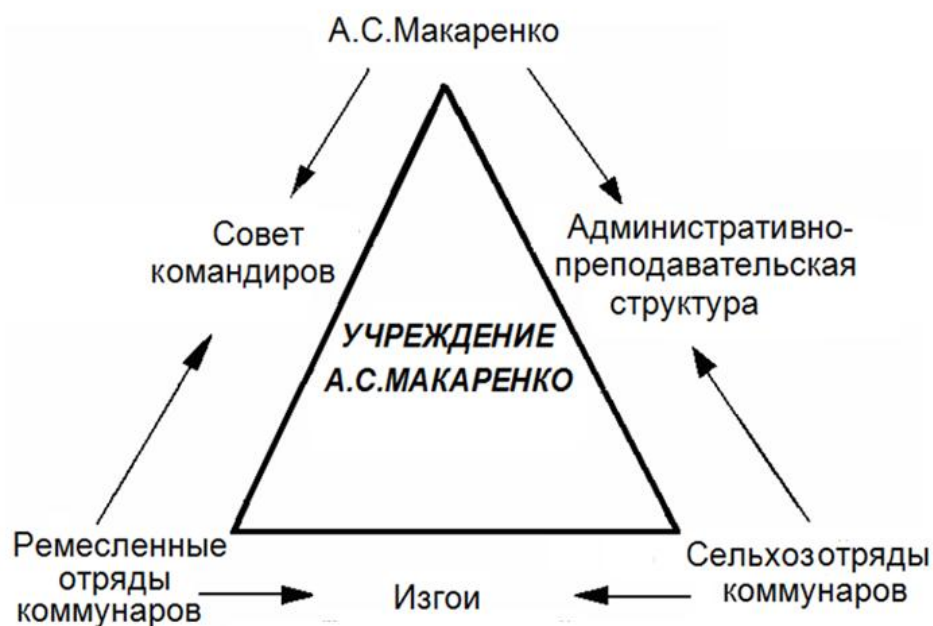 А.С.Макаренко
Совет
командиров
Административно-
преподавательская
структура
УЧРЕЖДЕНИЕ
А.С.МАКАРЕНКО
Ремесленные
отряды
коммунаров
Изгои
Сельхозотряды
коммунаров